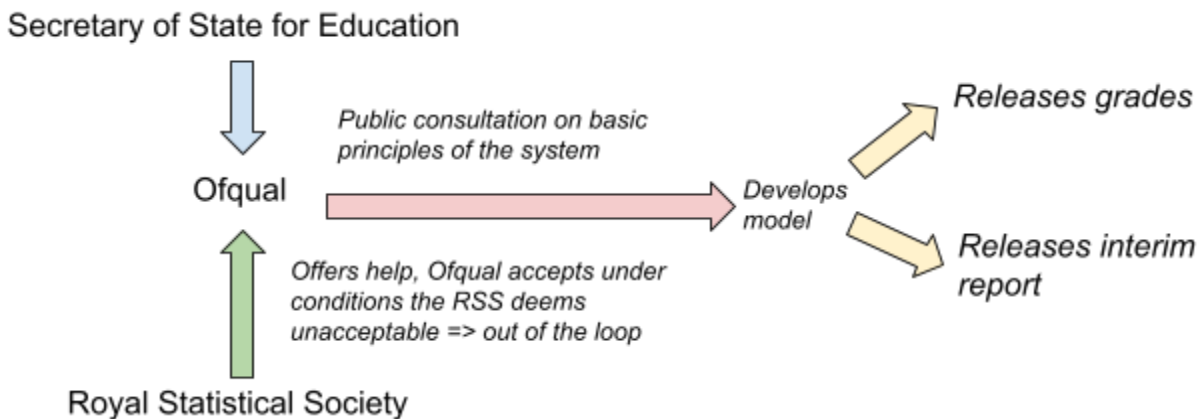 Secretary of State for Education
Public consultation on basic
principles of the system
Releases grades
Ofqual
Develops
model
Offers help, Ofqual accepts under
conditions the RSS deems
unacceptable => out of the loop
Releases interim
report
Royal Statistical Society